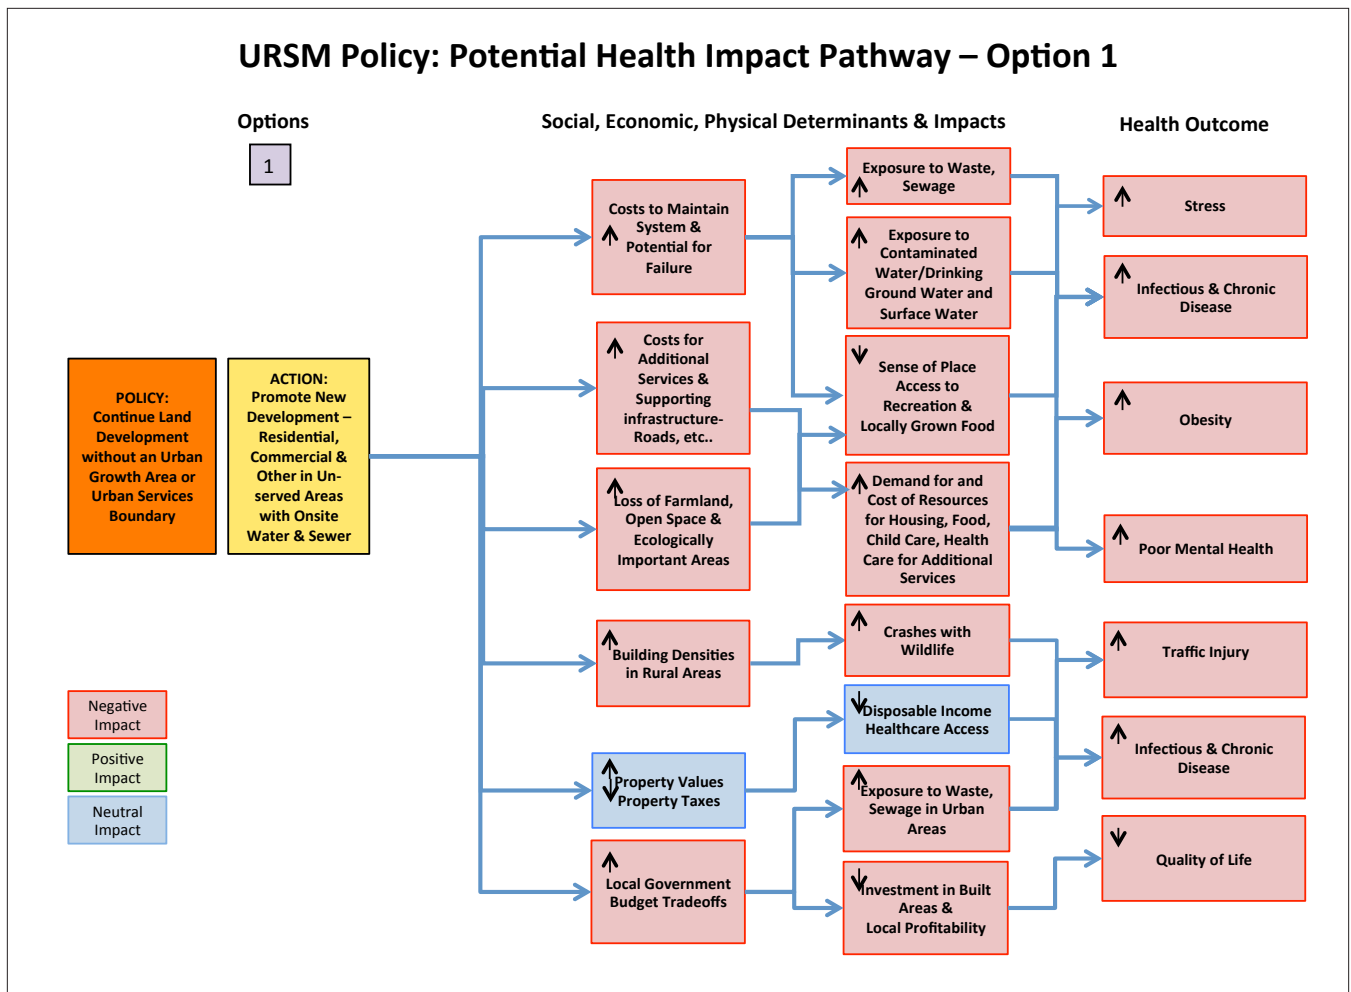 URSM Policy: Potential Health Impact Pathway – Option 1
Options
Social, Economic, Physical Determinants & Impacts
Health Outcome
1
POLICY:
Continue Land
Development
without an Urban
Growth Area or
Urban Services
Boundary
ACTION:
Promote New
Development –
Residential,
Commercial &
Other in Un-
served Areas
with Onsite
Water & Sewer
Costs to Maintain
System &
Potential for
Failure
Costs for
Additional
Services &
Supporting
infrastructure-
Roads, etc..
Loss of Farmland,
Open Space &
Ecologically
Important Areas
Building Densities
in Rural Areas
Property Values
Property Taxes
Local Government
Budget Tradeoffs
Exposure to Waste,
Sewage
Exposure to
Contaminated
Water/Drinking
Ground Water and
Surface Water
Sense of Place
Access to
Recreation &
Locally Grown Food
Demand for and
Cost of Resources
for Housing, Food,
Child Care, Health
Care for Additional
Services
Crashes with
Wildlife
Disposable Income
Healthcare Access
Exposure to Waste,
Sewage in Urban
Areas
Investment in Built
Areas &
Local Profitability
Stress
Infectious & Chronic
Disease
Obesity
Poor Mental Health
Traffic Injury
Infectious & Chronic
Disease
Quality of Life
Negative
Impact
Positive
Impact
Neutral
Impact